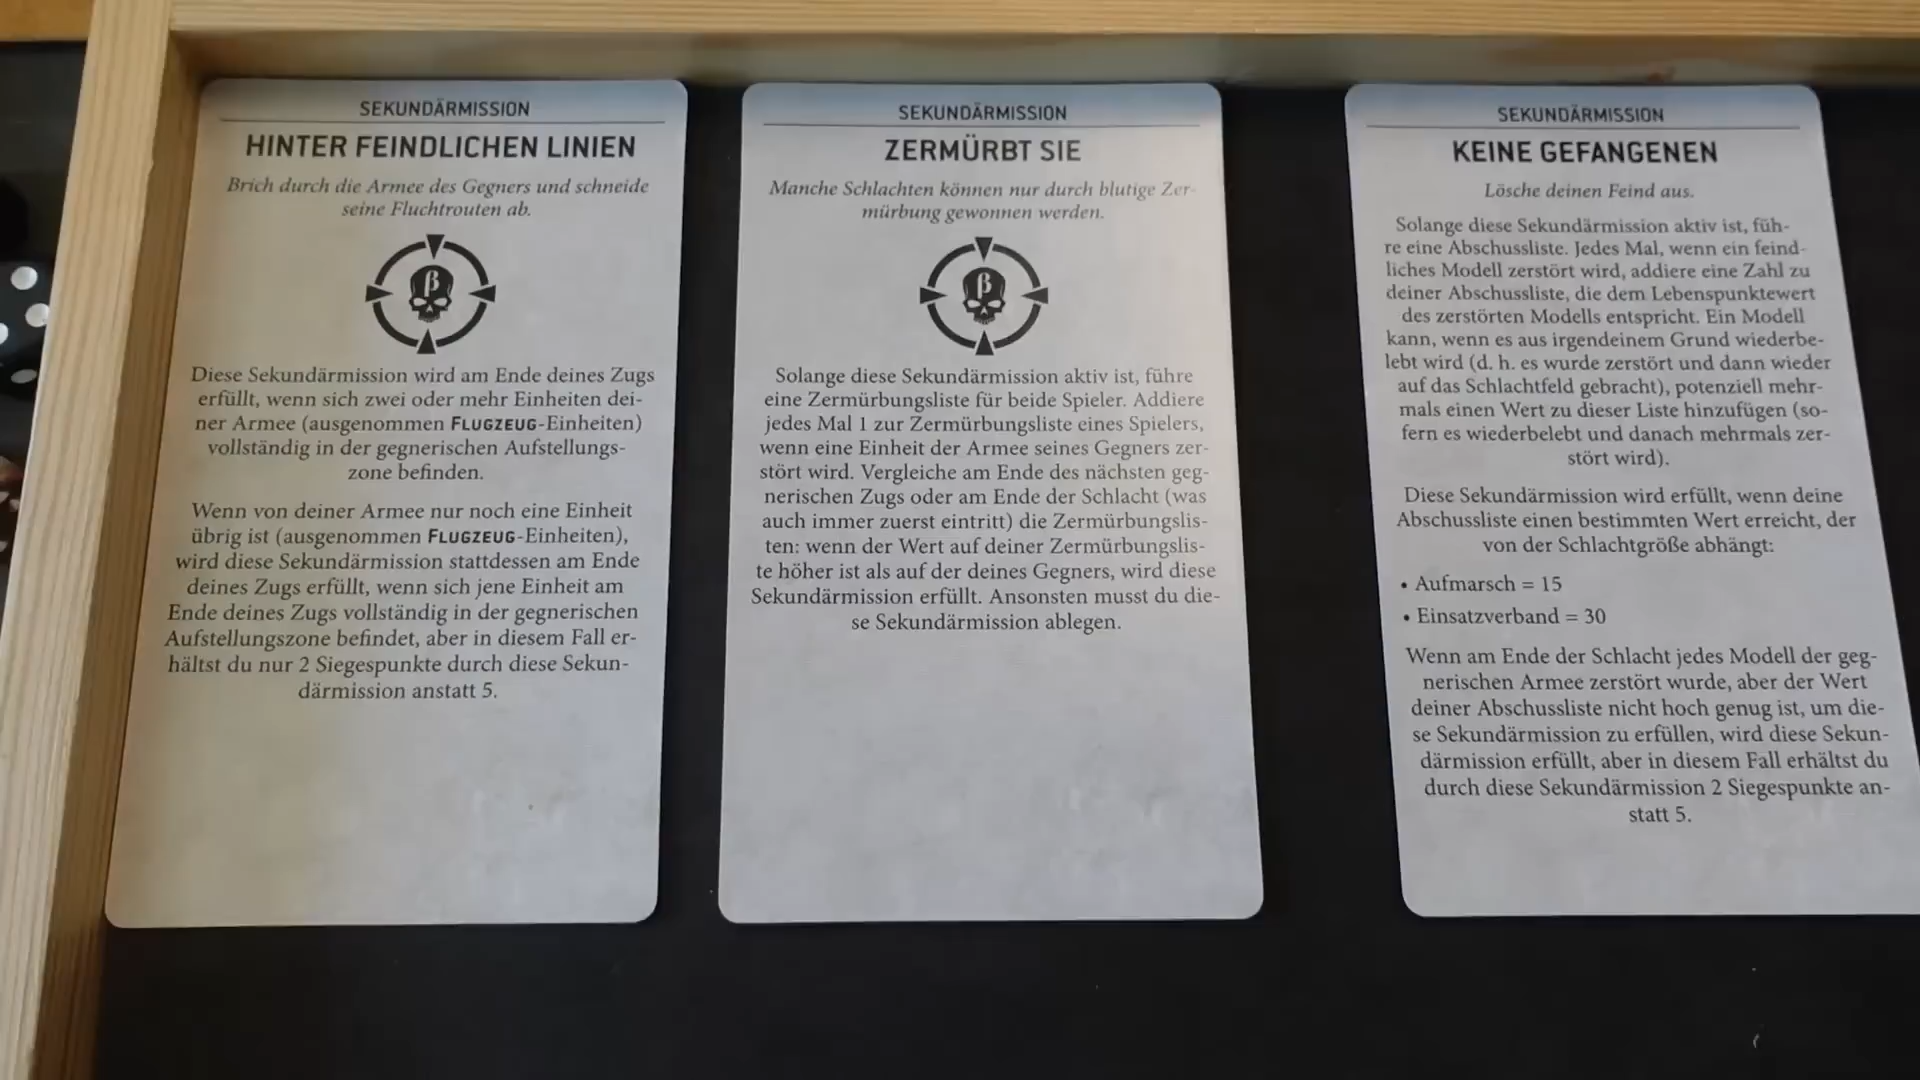 SEKUNDÄRMISSION
HINTER FEINDLICHEN LINIEN
Brich durch die Armee des Gegners und schneide
seine Fluchtrouten ab.
β
Diese Sekundärmission wird am Ende deines Zugs
erfüllt, wenn sich zwei oder mehr Einheiten dei-
ner Armee (ausgenommen FLUGZEUG-Einheiten)
vollständig in der gegnerischen Aufstellungs-
zone befinden.
Wenn von deiner Armee nur noch eine Einheit
übrig ist (ausgenommen FLUGZEUG-Einheiten),
wird diese Sekundärmission stattdessen am Ende
deines Zugs erfüllt, wenn sich jene Einheit am
Ende deines Zugs vollständig in der gegnerischen
Aufstellungszone befindet, aber in diesem Fall er-
hältst du nur 2 Siegespunkte durch diese Sekun-
därmission anstatt 5.
SEKUNDÄRMISSION
ZERMÜRBT SIE
Manche Schlachten können nur durch blutige Zer-
mürbung gewonnen werden.
β
Solange diese Sekundärmission aktiv ist, führe
eine Zermürbungsliste für beide Spieler. Addiere
jedes Mal 1 zur Zermürbungsliste eines Spielers,
wenn eine Einheit der Armee seines Gegners zer-
stört wird. Vergleiche am Ende des nächsten geg-
nerischen Zugs oder am Ende der Schlacht (was
auch immer zuerst eintritt) die Zermürbungslis-
ten: wenn der Wert auf deiner Zermürbungslis-
te höher ist als auf der deines Gegners, wird diese
Sekundärmission erfüllt. Ansonsten musst du die-
se Sekundärmission ablegen.
SEKUNDÄRMISSION
KEINE GEFANGENEN
Lösche deinen Feind aus.
Solange diese Sekundärmission aktiv ist, füh-
re eine Abschussliste. Jedes Mal, wenn ein feind-
liches Modell zerstört wird, addiere eine Zahl zu
deiner Abschussliste, die dem Lebenspunktewert
des zerstörten Modells entspricht. Ein Modell
kann, wenn es aus irgendeinem Grund wiederbe-
lebt wird (d. h. es wurde zerstört und dann wieder
auf das Schlachtfeld gebracht), potenziell mehr-
mals einen Wert zu dieser Liste hinzufügen (so-
fern es wiederbelebt und danach mehrmals zer-
stört wird).
Diese Sekundärmission wird erfüllt, wenn deine
Abschussliste einen bestimmten Wert erreicht, der
von der Schlachtgröße abhängt:
• Aufmarsch = 15
• Einsatzverband = 30
Wenn am Ende der Schlacht jedes Modell der geg-
nerischen Armee zerstört wurde, aber der Wert
deiner Abschussliste nicht hoch genug ist, um die-
se Sekundärmission zu erfüllen, wird diese Sekun-
därmission erfüllt, aber in diesem Fall erhältst du
durch diese Sekundärmission 2 Siegespunkte an-
statt 5.